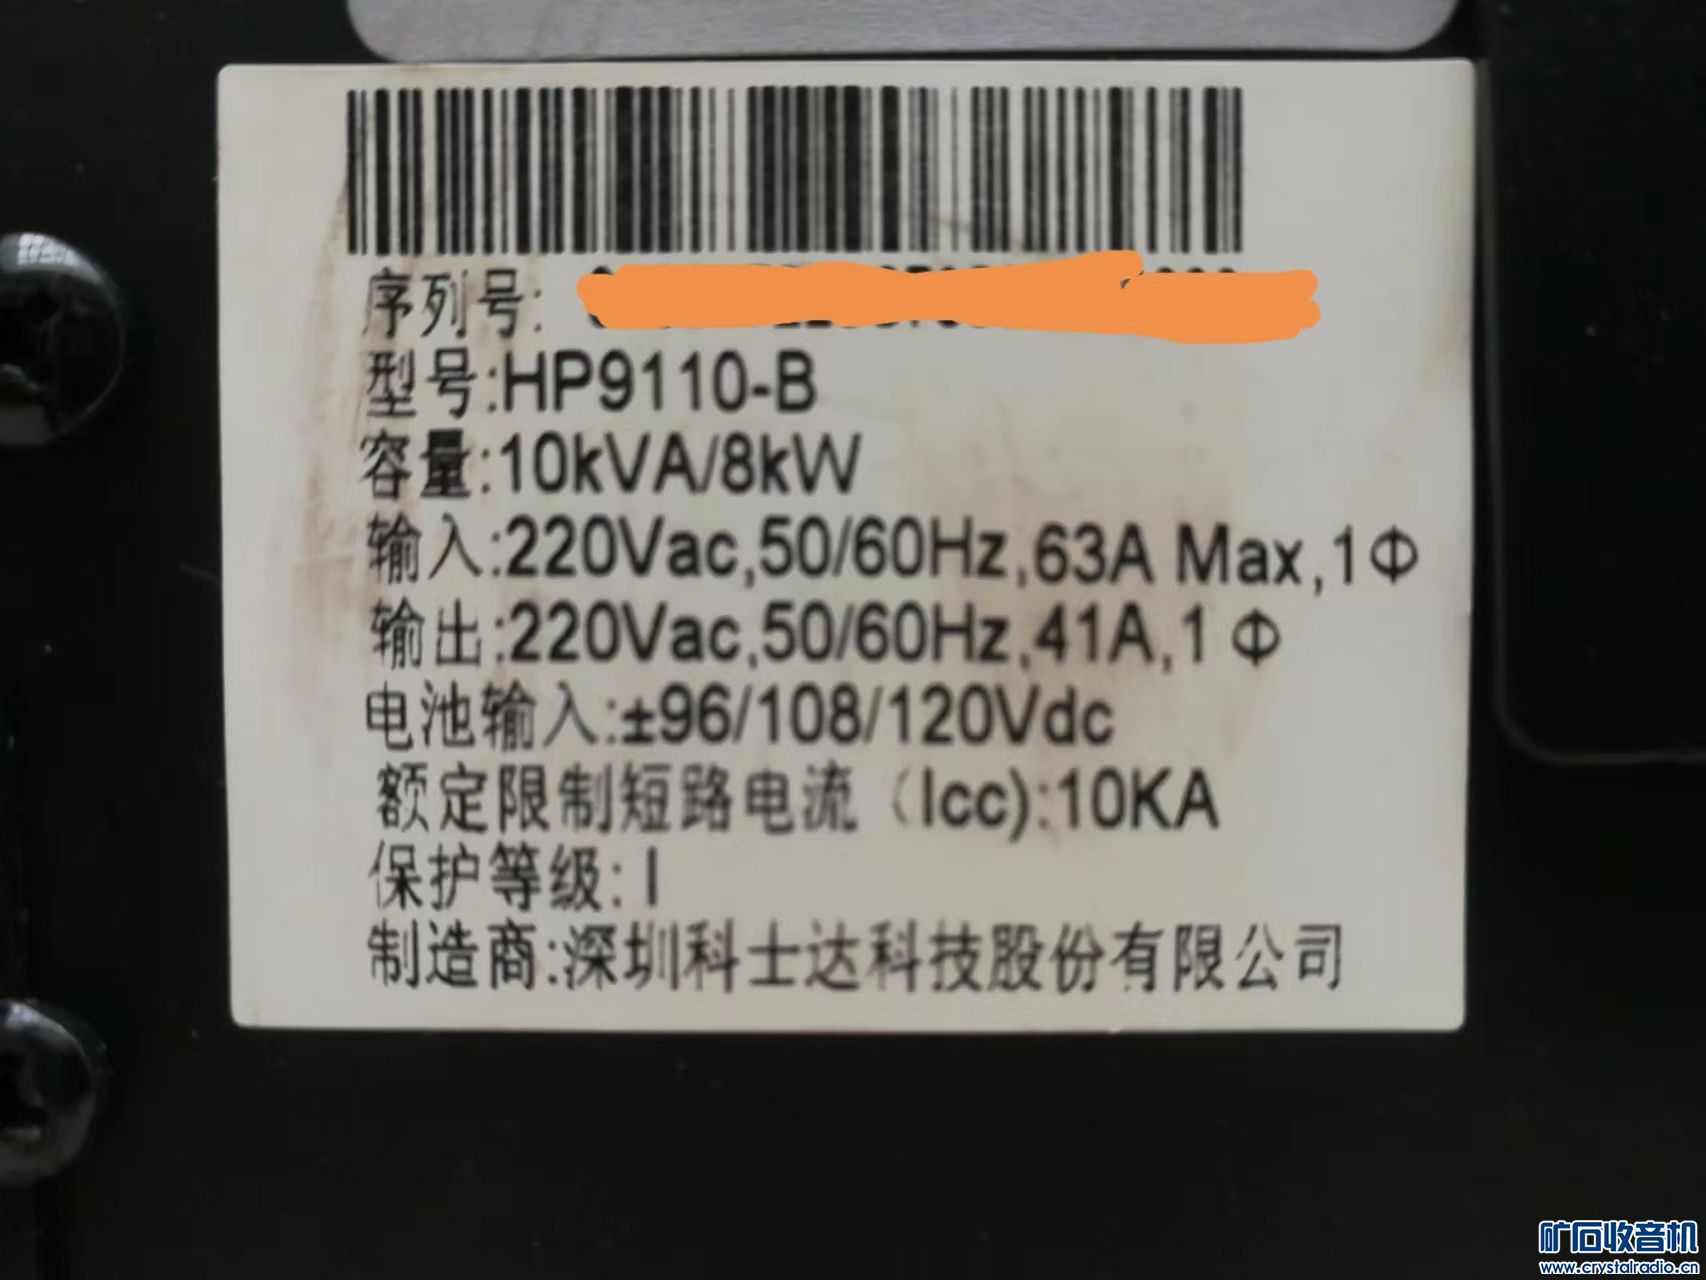 序列号:
型号:HP9110-B
容量:10kVA/8kW
输入:220Vac,50/60Hz,63A Max,1Φ
输出:220Vac,50/60Hz,41A,1Φ
电池输入:±96/108/120Vdc
额定限制短路电流（Icc):10KA
保护等级:I
制造商:深圳科士达科技股份有限公司
矿石收音机
www.crystalradio.cn